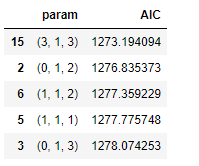 param AIC
15 (3, 1, 3) 1273.194094
2 (0, 1, 2) 1276.835373
6 (1, 1, 2) 1277.359229
5 (1, 1, 1) 1277.775748
3 (0, 1, 3) 1278.074253